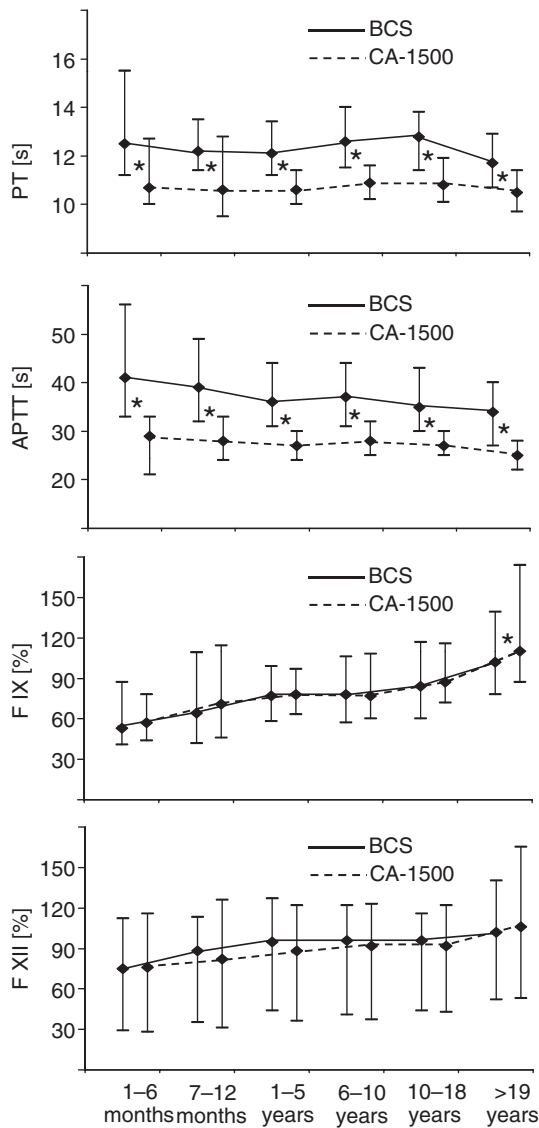 BCS
CA-1500
16
14
12
10
PT [s]
*
*
*
*
*
*
BCS
CA-1500
50
40
30
20
APTT [s]
*
*
*
*
*
*
BCS
CA-1500
150
120
90
60
30
F IX [%]
*
BCS
CA-1500
150
120
90
60
30
F XII [%]
1–6 7–12 1–5 6–10 10–18 >19
months months years years years years